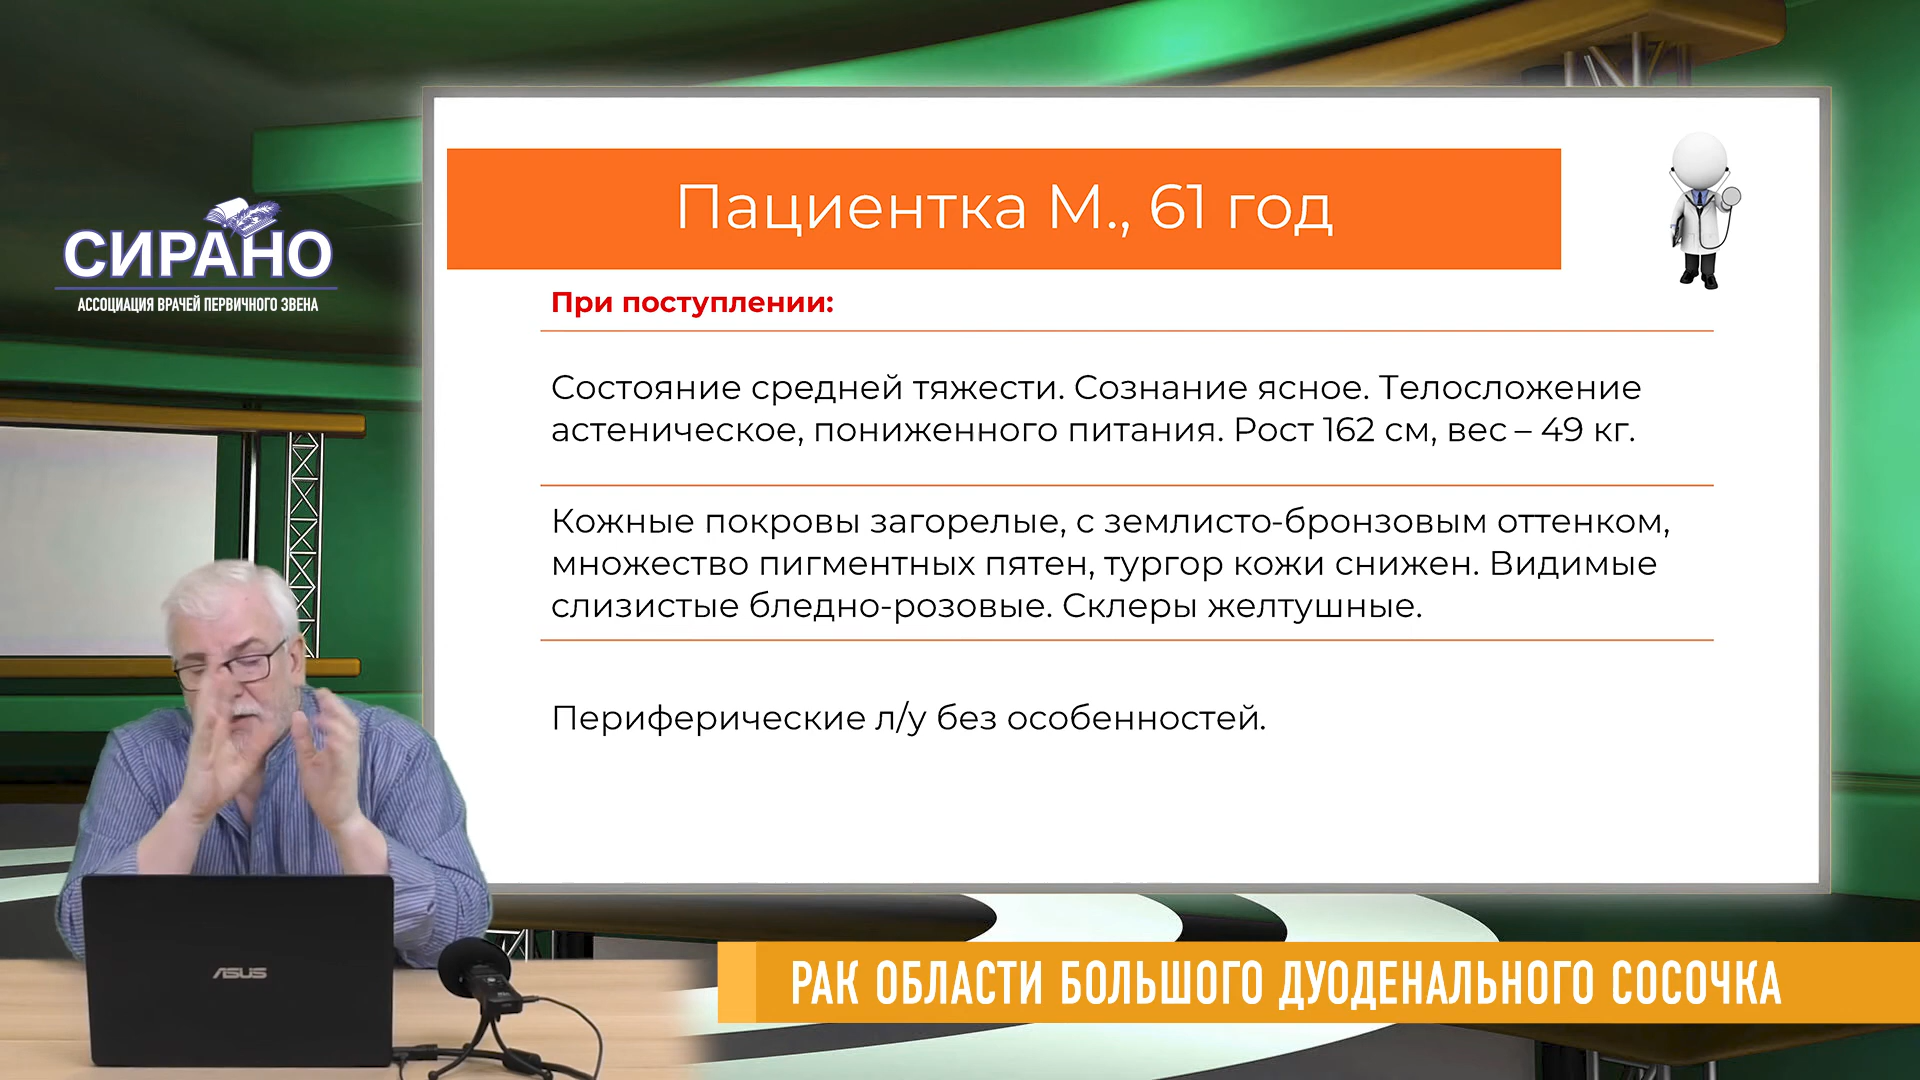 СИРАНО
АССОЦИАЦИЯ ВРАЧЕЙ ПЕРВИЧНОГО ЗВЕНА
Пациентка М., 61 год
При поступлении:
Состояние средней тяжести. Сознание ясное. Телосложение
астеническое, пониженного питания. Рост 162 см, вес – 49 кг.
Кожные покровы загорелые, с землисто-бронзовым оттенком,
множество пигментных пятен, тургор кожи снижен. Видимые
слизистые бледно-розовые. Склеры желтушные.
Периферические л/у без особенностей.
ASUS
РАК ОБЛАСТИ БОЛЬШОГО ДУОДЕНАЛЬНОГО СОСОЧКА